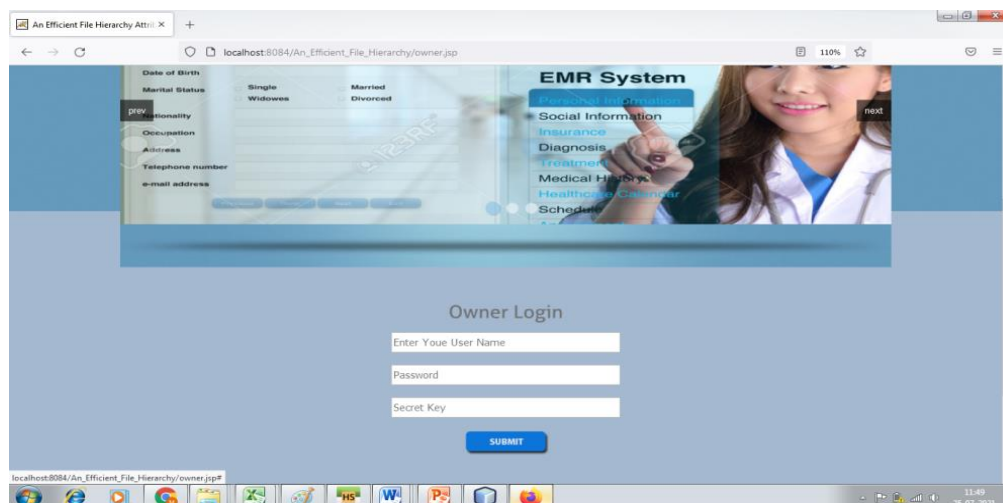 An Efficient File Hierarchy Attri
localhost:8084/An_Efficient_File_Hierarchy/owner.jsp
110%
Date of Birth
Marital Status
Single
Married
Widowes
Divorced
prev
Occupation
Address
Telephone number
e-mail address
EMR System
Personal Information
Social Information
Insurance
Diagnosis
Treatment
Medical History
Healthcare Calendar
Schedule
next
Owner Login
Enter Youe User Name
Password
Secret Key
SUBMIT
localhost:8084/An_Efficient_File_Hierarchy/owner.jsp#
11:49